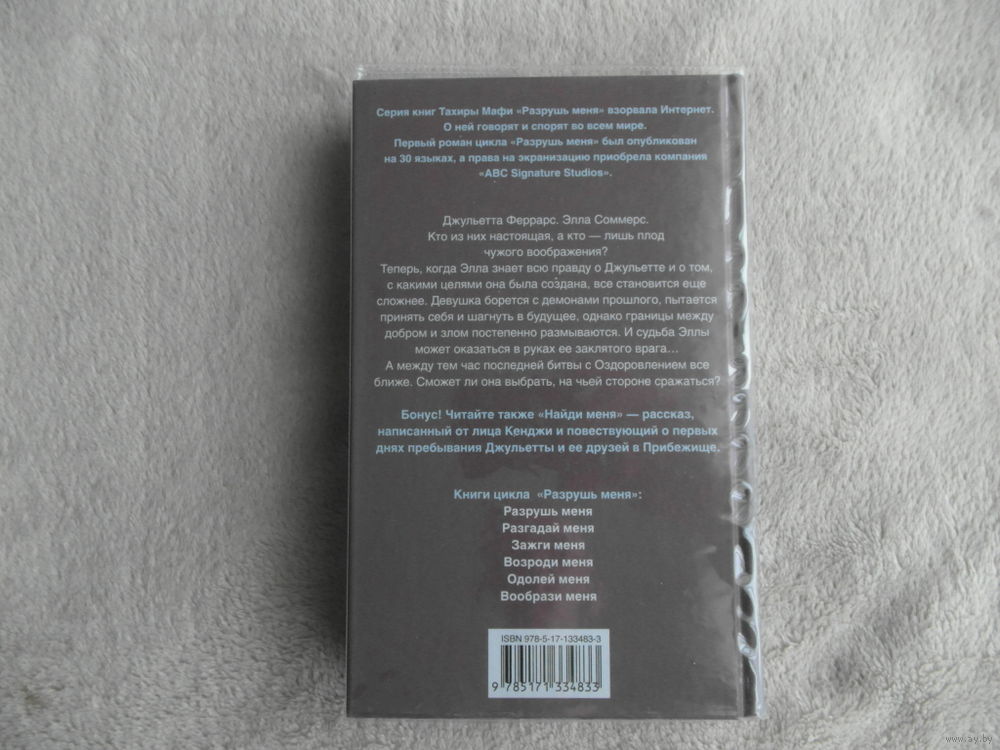 Серия книг Тахиры Мафи «Разрушь меня» взорвала Интернет.
О ней говорят и спорят во всем мире.
Первый роман цикла «Разрушь меня» был опубликован
на 30 языках, а права на экранизацию приобрела компания
«ABC Signature Studios».
Джульетта Феррарс. Элла Соммерс.
Кто из них настоящая, а кто — лишь плод
чужого воображения?
Теперь, когда Элла знает всю правду о Джульетте и о том,
с какими целями она была создана, все становится еще
сложнее. Девушка борется с демонами прошлого, пытается
принять себя и шагнуть в будущее, однако границы между
добром и злом постепенно размываются. И судьба Эллы
может оказаться в руках ее заклятого врага...
А между тем час последней битвы с Оздоровлением все
ближе. Сможет ли она выбрать, на чьей стороне сражаться?
Бонус! Читайте также «Найди меня» — рассказ,
написанный от лица Кенджи и повествующий о первых
днях пребывания Джульетты и ее друзей в Прибежище.
Книги цикла «Разрушь меня»:
Разрушь меня
Разгадай меня
Зажги меня
Возроди меня
Одолей меня
Вообрази меня
ISBN 978-5-17-133483-3
9 785171 334833
www.ay.by